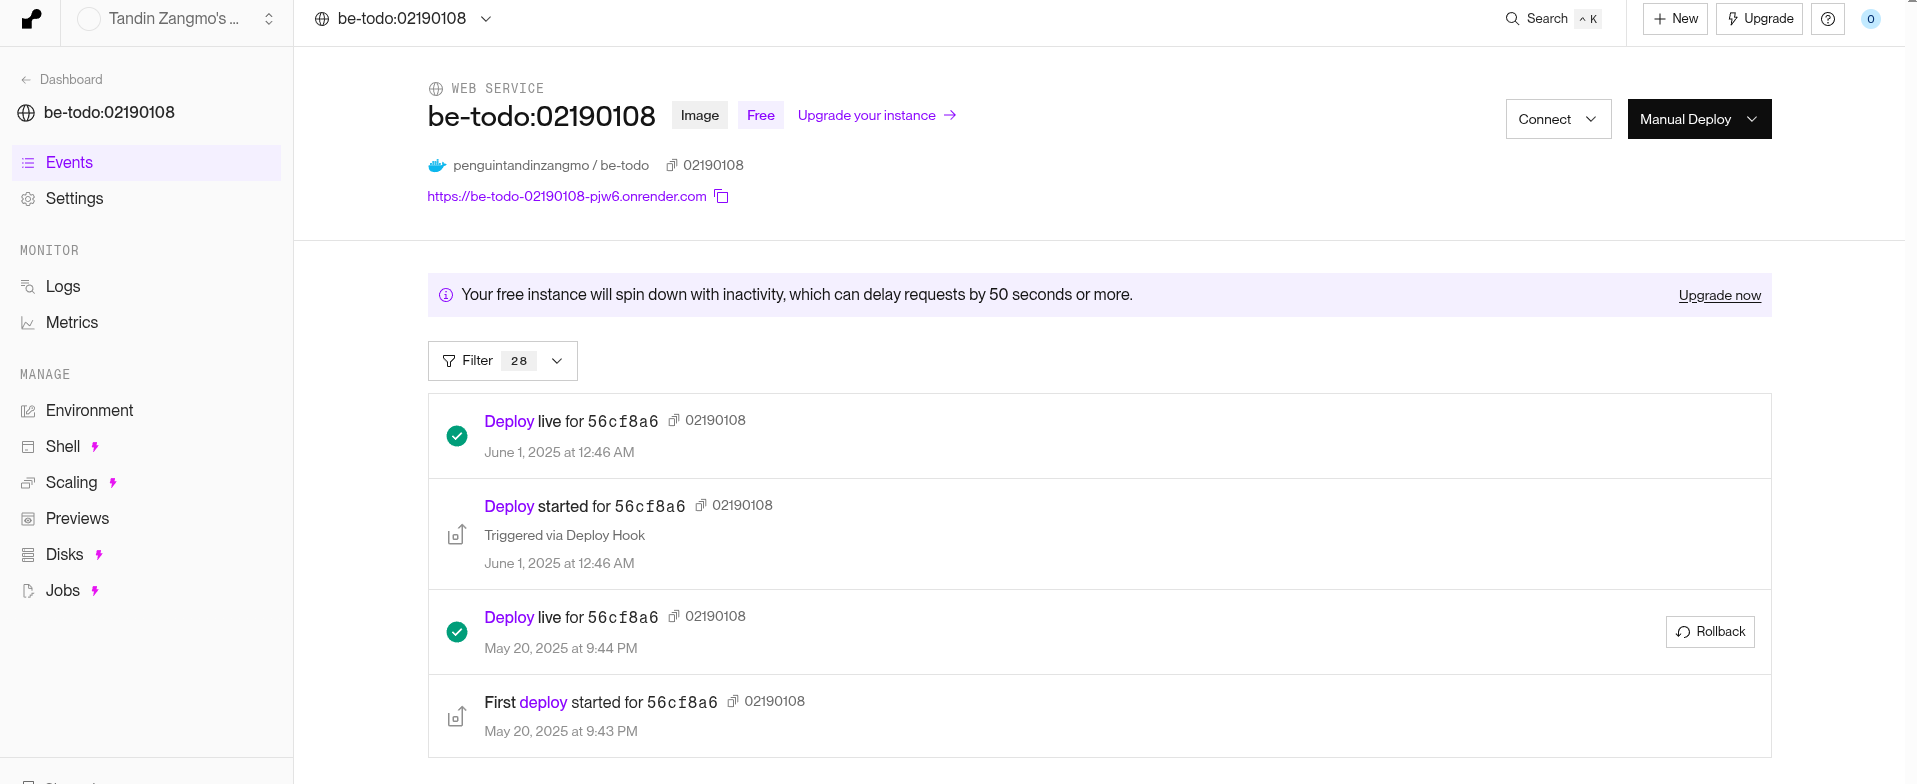 Tandin Zangmo's ...
be-todo:02190108
Search ^ K
New
Upgrade
O
Dashboard
be-todo:02190108
Events
Settings
MONITOR
Logs
Metrics
MANAGE
Environment
Shell
Scaling
Previews
Disks
Jobs
WEB SERVICE
be-todo:02190108 Image Free Upgrade your instance →
Connect
Manual Deploy
penguintandinzangmo / be-todo 02190108
https://be-todo-02190108-pjw6.onrender.com
Your free instance will spin down with inactivity, which can delay requests by 50 seconds or more. Upgrade now
Filter 28
Deploy live for 56cf8a6 02190108
June 1, 2025 at 12:46 AM
Deploy started for 56cf8a6 02190108
Triggered via Deploy Hook
June 1, 2025 at 12:46 AM
Deploy live for 56cf8a6 02190108
May 20, 2025 at 9:44 PM
Rollback
First deploy started for 56cf8a6 02190108
May 20, 2025 at 9:43 PM